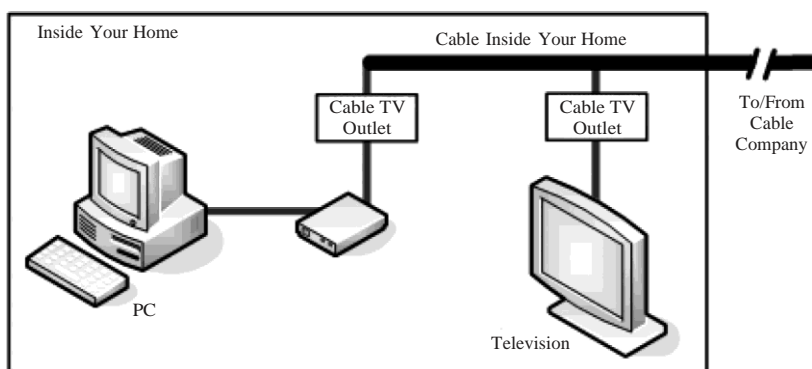 Inside Your Home
Cable Inside Your Home
Cable TV
Outlet
Cable TV
Outlet
To/From
Cable
Company
PC
Television